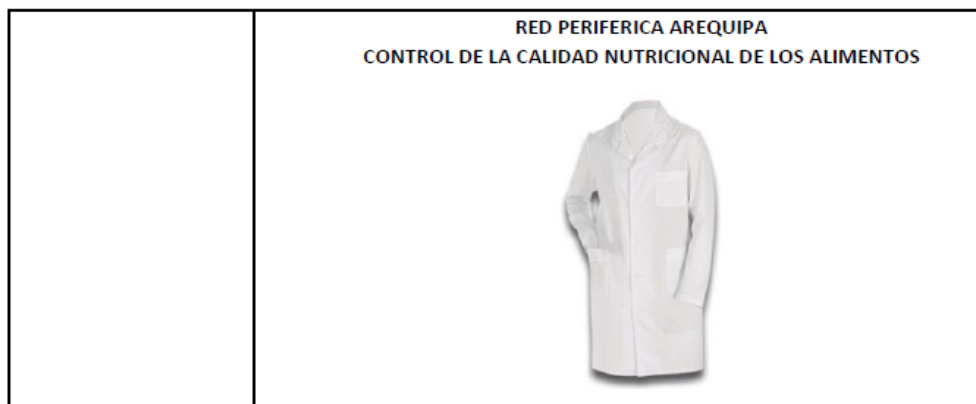 RED PERIFERICA AREQUIPA
CONTROL DE LA CALIDAD NUTRICIONAL DE LOS ALIMENTOS